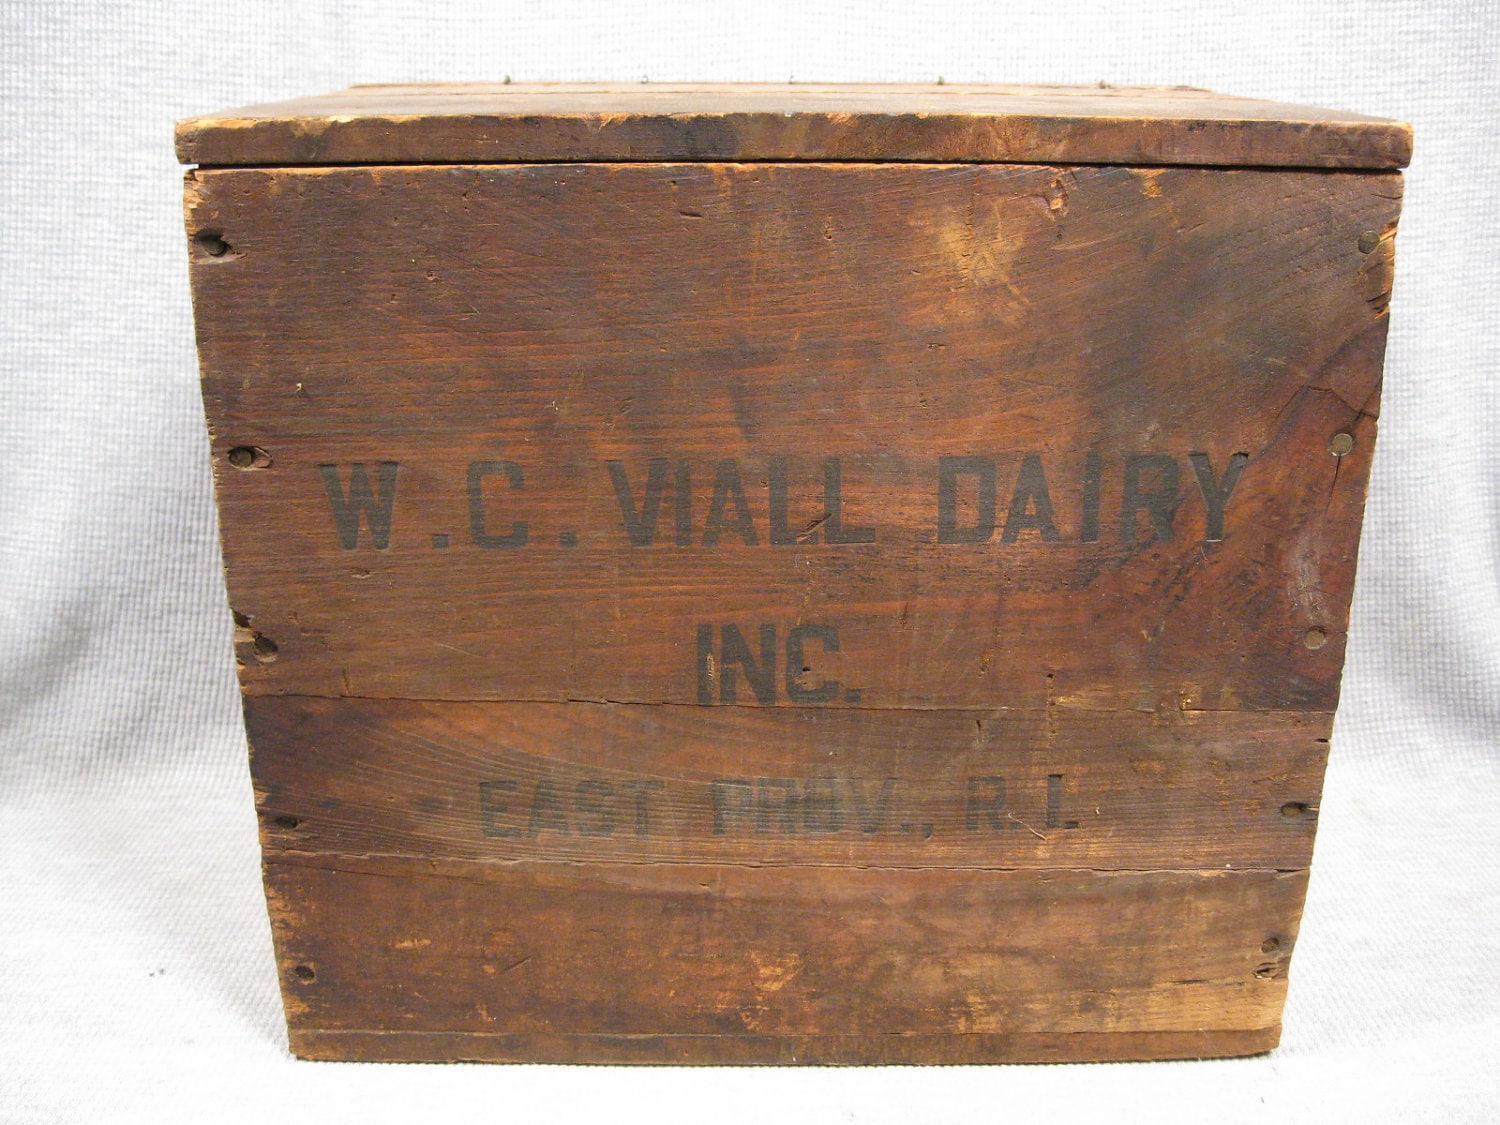 W.C. VIALL DAIRY
INC.
EAST PROV., R.I.